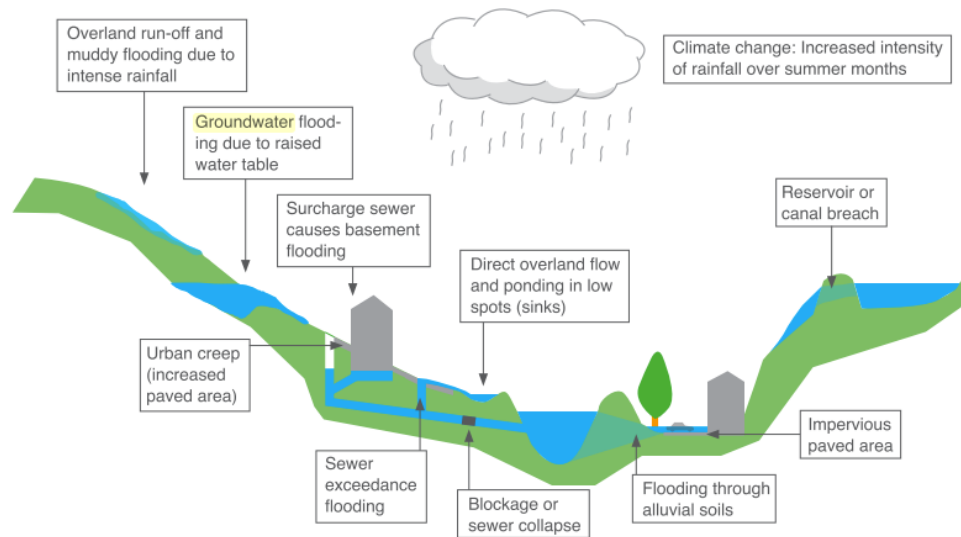 Overland run-off and
muddy flooding due to
intense rainfall
Climate change: Increased intensity
of rainfall over summer months
Groundwater flood-
ing due to raised
water table
Reservoir or
canal breach
Surcharge sewer
causes basement
flooding
Direct overland flow
and ponding in low
spots (sinks)
Urban creep
(increased
paved area)
Impervious
paved area
Sewer
exceedance
flooding
Blockage or
sewer collapse
Flooding through
alluvial soils